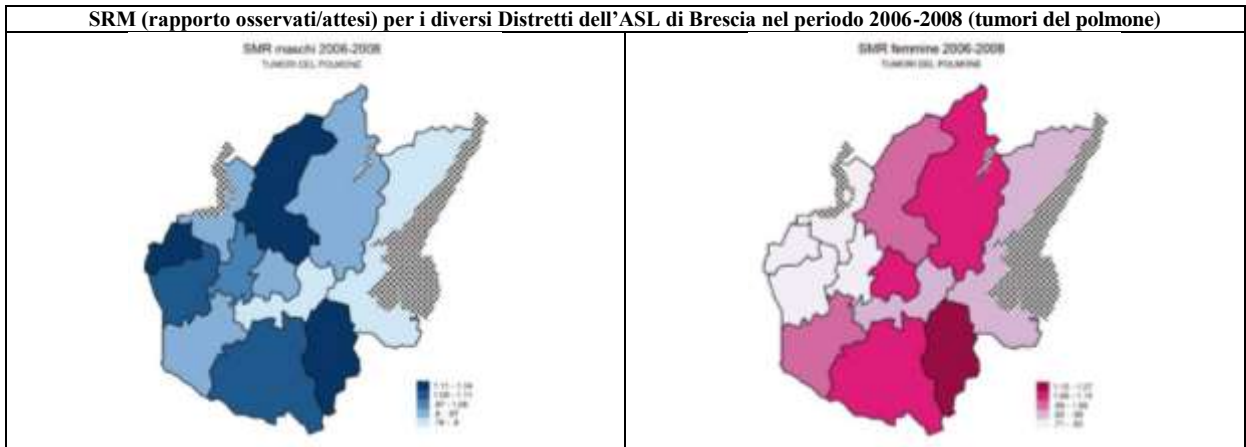 SRM (rapporto osservati/attesi) per i diversi Distretti dell'ASL di Brescia nel periodo 2006-2008 (tumori del polmone)
SMR maschi 2006-2008
TUMORI DEL POLMONE
SMR femmine 2006-2008
TUMORI DEL POLMONE